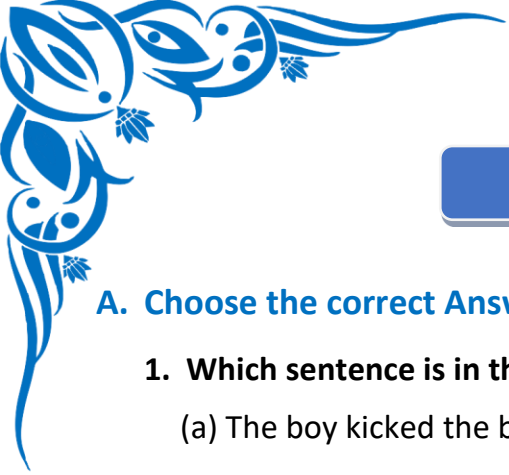 A. Choose the correct Answ
1. Which sentence is in th
(a) The boy kicked the b